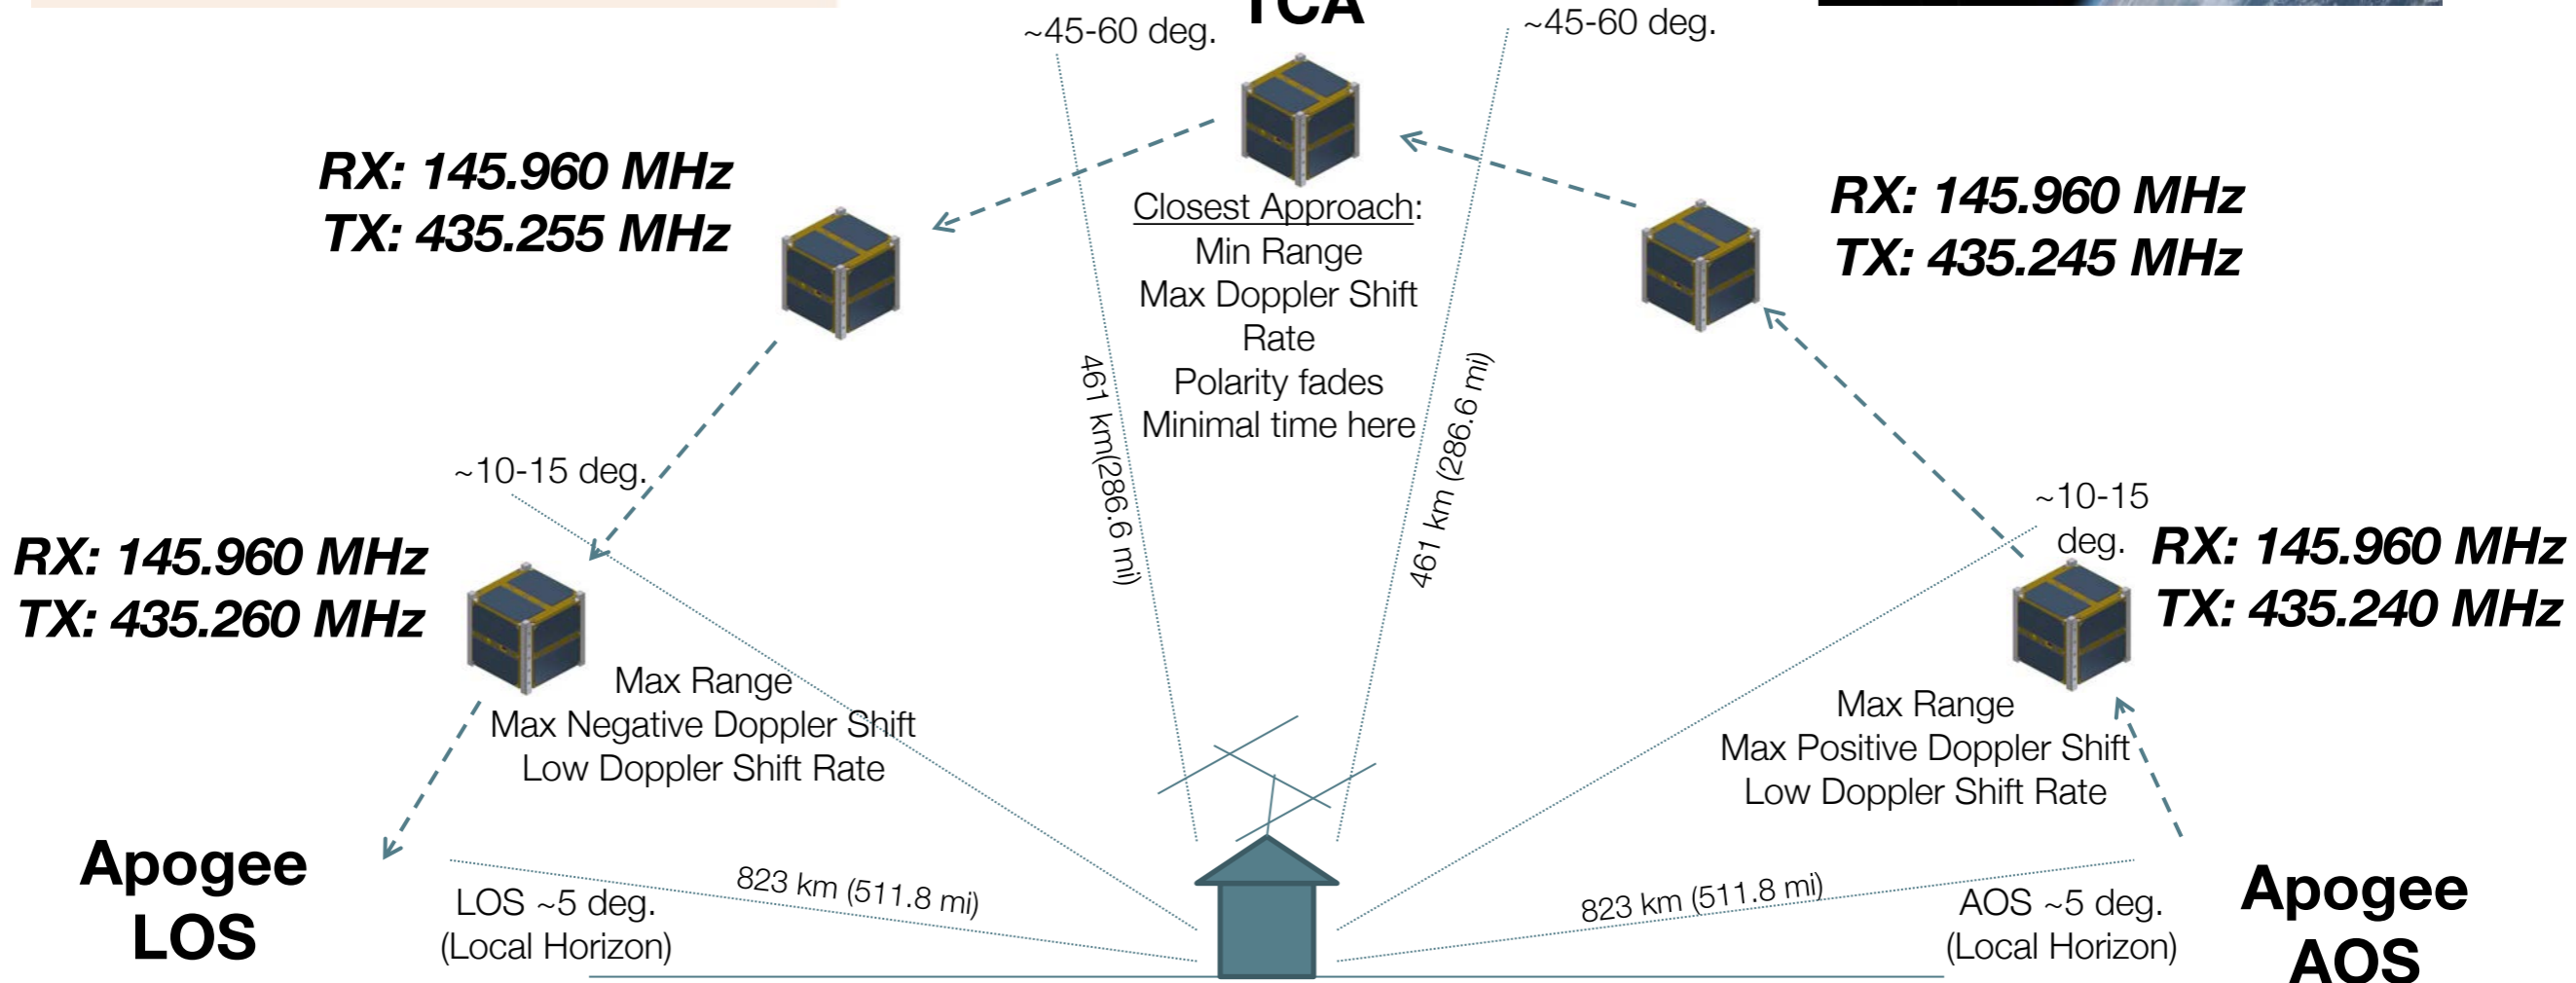 TCA
~45-60 deg.
~45-60 deg.
RX: 145.960 MHz
TX: 435.255 MHz
RX: 145.960 MHz
TX: 435.245 MHz
Closest Approach:
Min Range
Max Doppler Shift
Rate
Polarity fades
Minimal time here
461 km(286.6 mi)
461 km (286.6 mi)
~10-15 deg.
~10-15
deg.
RX: 145.960 MHz
TX: 435.260 MHz
RX: 145.960 MHz
TX: 435.240 MHz
Max Range
Max Negative Doppler Shift
Low Doppler Shift Rate
Max Range
Max Positive Doppler Shift
Low Doppler Shift Rate
Apogee
LOS
LOS ~5 deg.
(Local Horizon)
823 km (511.8 mi)
823 km (511.8 mi)
AOS ~5 deg.
(Local Horizon)
Apogee
AOS